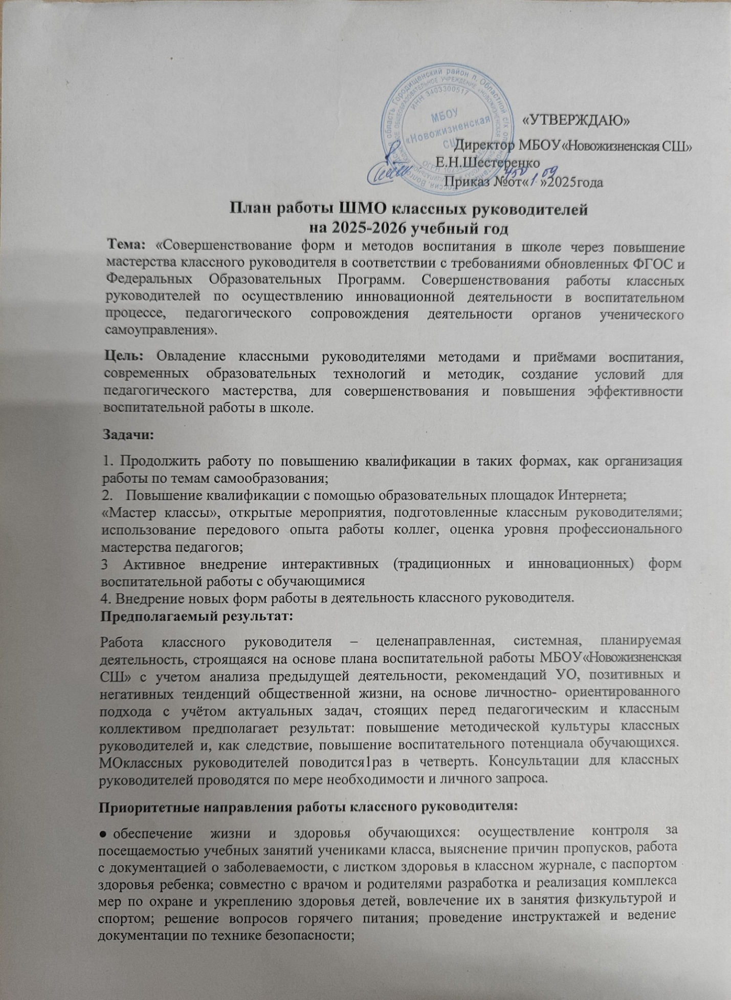 область Городищенский район п. Областной с/х
ОБЩЕОБРАЗОВАТЕЛЬНОЕ УЧРЕЖДЕНИЕ «НОВОЖИЗНЕНСКАЯ
ИНН 3403300517
МБОУ
«Новожизненская
СШ»
«УТВЕРЖДАЮ»
Директор МБОУ«Новожизненская СШ»
Е.Н.Шестеренко
Приказ №от« 1 »2025года
450 09
План работы ШМО классных руководителей
на 2025-2026 учебный год
Тема: «Совершенствование форм и методов воспитания в школе через повышение
мастерства классного руководителя в соответствии с требованиями обновленных ФГОС и
Федеральных Образовательных Программ. Совершенствования работы классных
руководителей по осуществлению инновационной деятельности в воспитательном
процессе, педагогического сопровождения деятельности органов ученического
самоуправления».
Цель: Овладение классными руководителями методами и приёмами воспитания,
современных образовательных технологий и методик, создание условий для
педагогического мастерства, для совершенствования и повышения эффективности
воспитательной работы в школе.
Задачи:
1. Продолжить работу по повышению квалификации в таких формах, как организация
работы по темам самообразования;
2. Повышение квалификации с помощью образовательных площадок Интернета;
«Мастер классы», открытые мероприятия, подготовленные классным руководителями;
использование передового опыта работы коллег, оценка уровня профессионального
мастерства педагогов;
3 Активное внедрение интерактивных (традиционных и инновационных) форм
воспитательной работы с обучающимися
4. Внедрение новых форм работы в деятельность классного руководителя.
Предполагаемый результат:
Работа классного руководителя – целенаправленная, системная, планируемая
деятельность, строящаяся на основе плана воспитательной работы МБОУ«Новожизненская
СШ» с учетом анализа предыдущей деятельности, рекомендаций УО, позитивных и
негативных тенденций общественной жизни, на основе личностно- ориентированного
подхода с учётом актуальных задач, стоящих перед педагогическим и классным
коллективом предполагает результат: повышение методической культуры классных
руководителей и, как следствие, повышение воспитательного потенциала обучающихся.
МОклассных руководителей поводится1раз в четверть. Консультации для классных
руководителей проводятся по мере необходимости и личного запроса.
Приоритетные направления работы классного руководителя:
● обеспечение жизни и здоровья обучающихся: осуществление контроля за
посещаемостью учебных занятий учениками класса, выяснение причин пропусков, работа
с документацией о заболеваемости, с листком здоровья в классном журнале, с паспортом
здоровья ребенка; совместно с врачом и родителями разработка и реализация комплекса
мер по охране и укреплению здоровья детей, вовлечение их в занятия физкультурой и
спортом; решение вопросов горячего питания; проведение инструктажей и ведение
документации по технике безопасности;